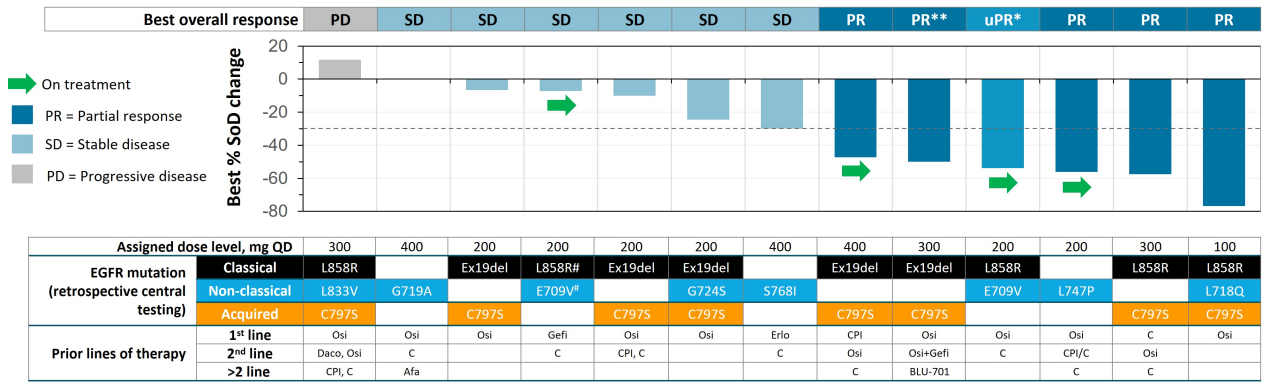 Best overall response PD SD SD SD SD SD SD PR PR** uPR* PR PR PR
Best % SoD change
20
0
-20
-40
-60
-80
On treatment
PR = Partial response
SD = Stable disease
PD = Progressive disease
Assigned dose level, mg QD 300 400 200 200 200 200 400 400 300 200 200 300 100
EGFR mutation (retrospective central testing)
Classical L858R Ex19del L858R# Ex19del Ex19del Ex19del Ex19del L858R L858R L858R
Non-classical L833V G719A E709V# G724S S768I E709V L747P L718Q
Acquired C797S C797S C797S C797S C797S C797S C797S C797S
Prior lines of therapy
1st line Osi Osi Osi Gefi Osi Osi Erlo CPI Osi Osi Osi C Osi
2nd line Daco, Osi C C CPI, C C Osi Osi+Gefi C CPI/C Osi
>2 line CPI, C Afa C BLU-701 C C